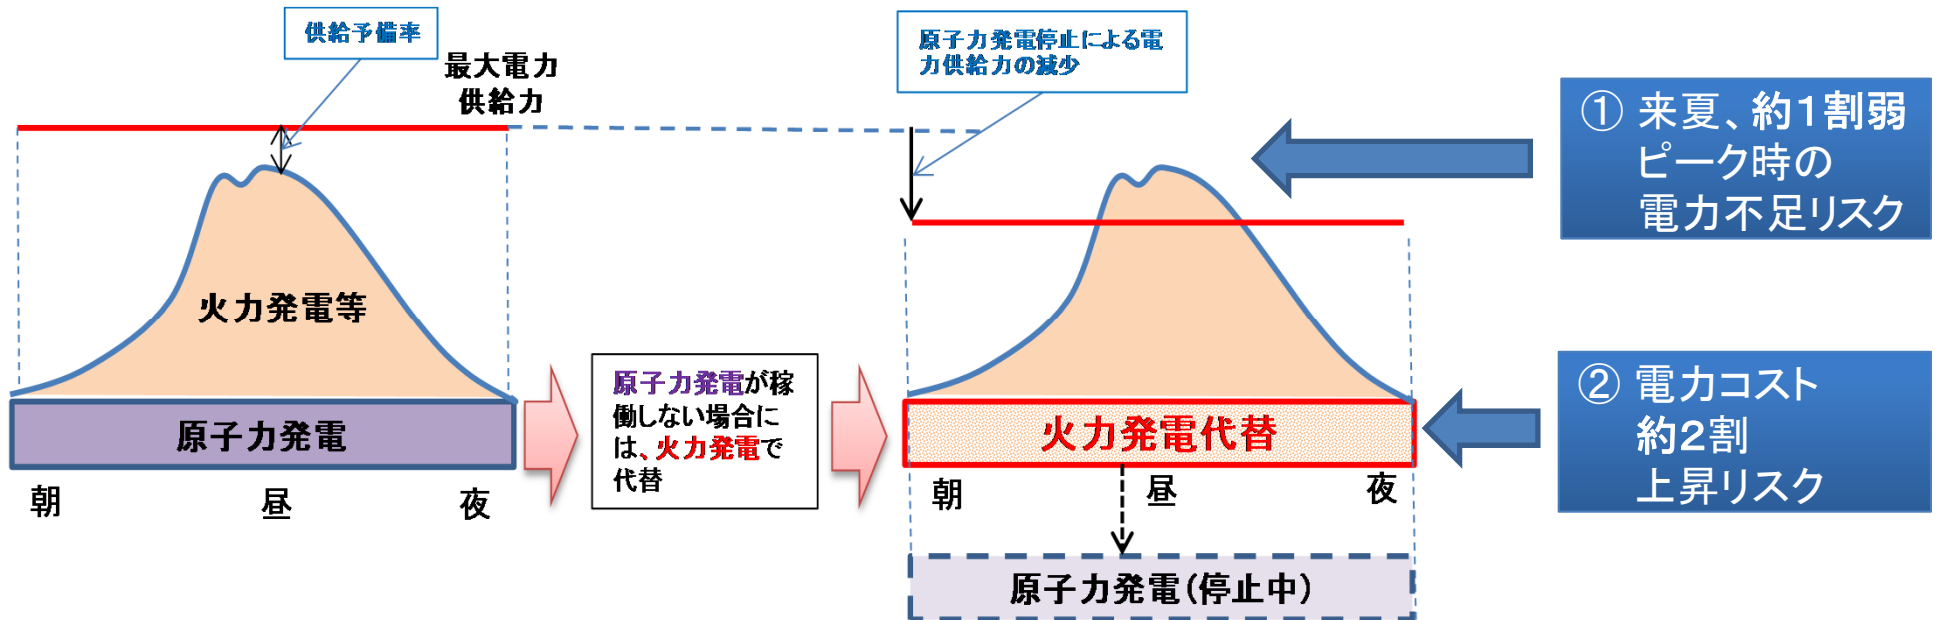 供給予備率
最大電力
供給力
火力発電等
原子力発電
朝
昼
夜
原子力発電が稼
働しない場合に
は、火力発電で
代替
原子力発電停止による電
力供給力の減少
火力発電代替
朝
昼
夜
原子力発電(停止中)
① 来夏、約1割弱
ピーク時の
電力不足リスク
② 電力コスト
約2割
上昇リスク